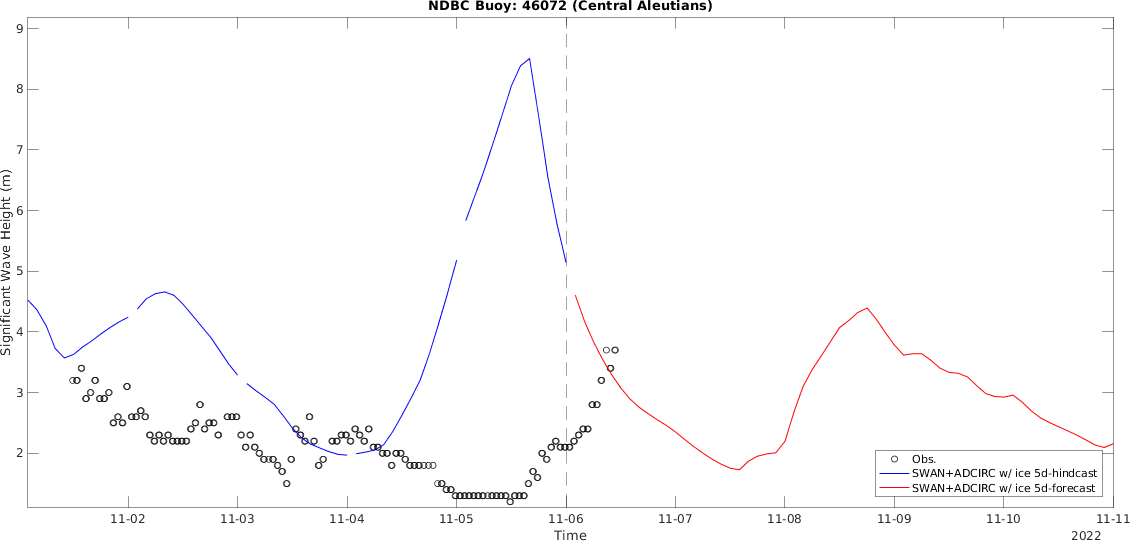 NDBC Buoy: 46072 (Central Aleutians)
Significant Wave Height (m)
9
8
7
6
5
4
3
2
Obs.
SWAN+ADCIRC w/ ice 5d-hindcast
SWAN+ADCIRC w/ ice 5d-forecast
11-02 11-03 11-04 11-05 11-06 11-07 11-08 11-09 11-10 11-11
Time
2022